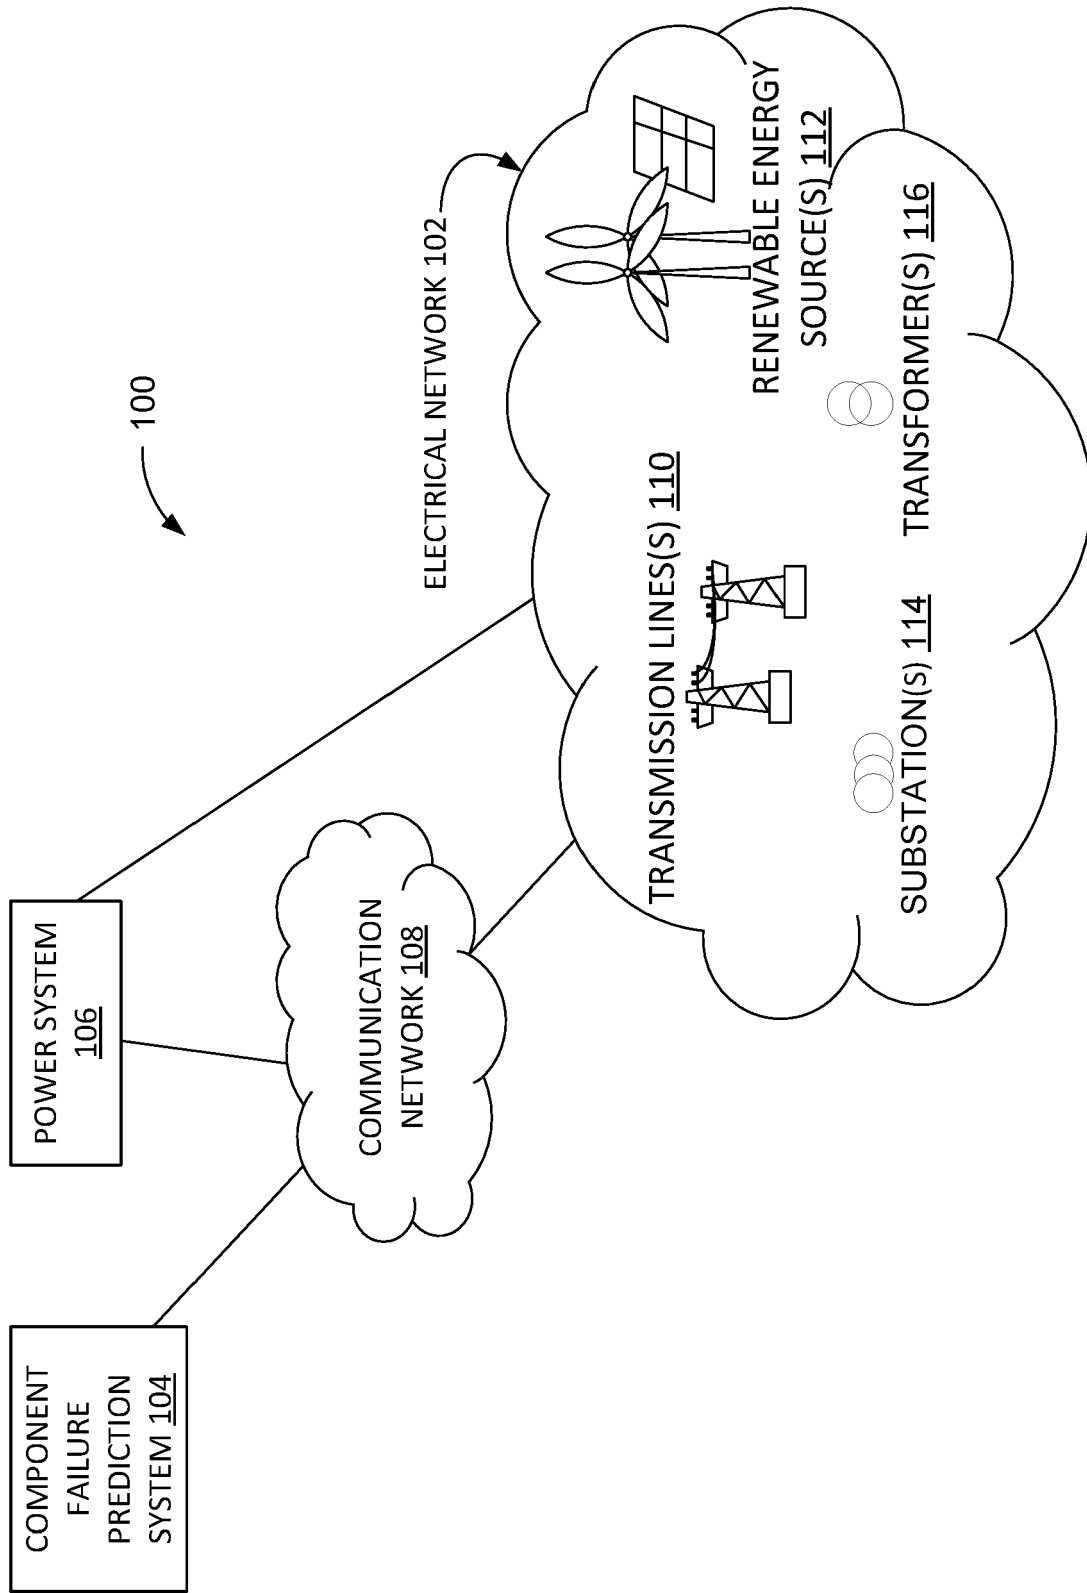 100
COMPONENT
FAILURE
PREDICTION
SYSTEM 104
POWER SYSTEM
106
COMMUNICATION
NETWORK 108
ELECTRICAL NETWORK 102
TRANSMISSION LINES(S) 110
RENEWABLE ENERGY
SOURCE(S) 112
SUBSTATION(S) 114
TRANSFORMER(S) 116